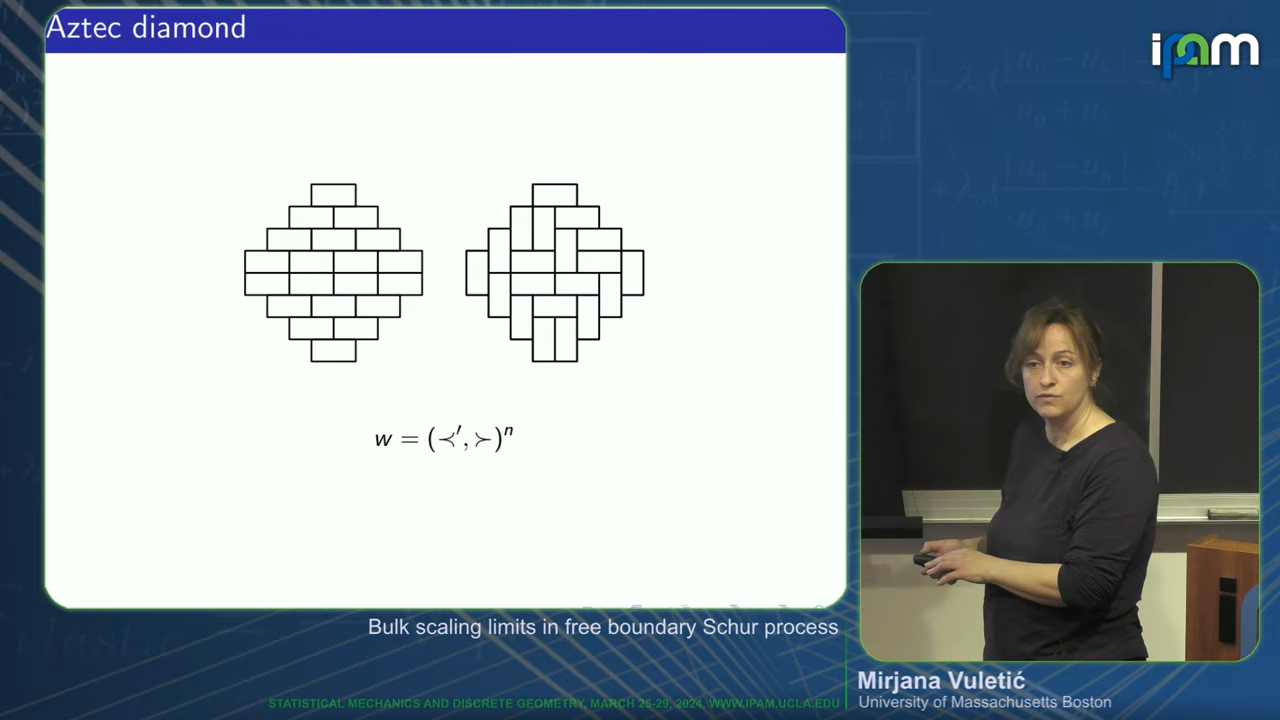 Aztec diamond
ipam
w = (≺′, ≻)ⁿ
Bulk scaling limits in free boundary Schur process
Mirjana Vuletić
University of Massachusetts Boston
STATISTICAL MECHANICS AND DISCRETE GEOMETRY, MARCH 25-29, 2024, WWW.IPAM.UCLA.EDU